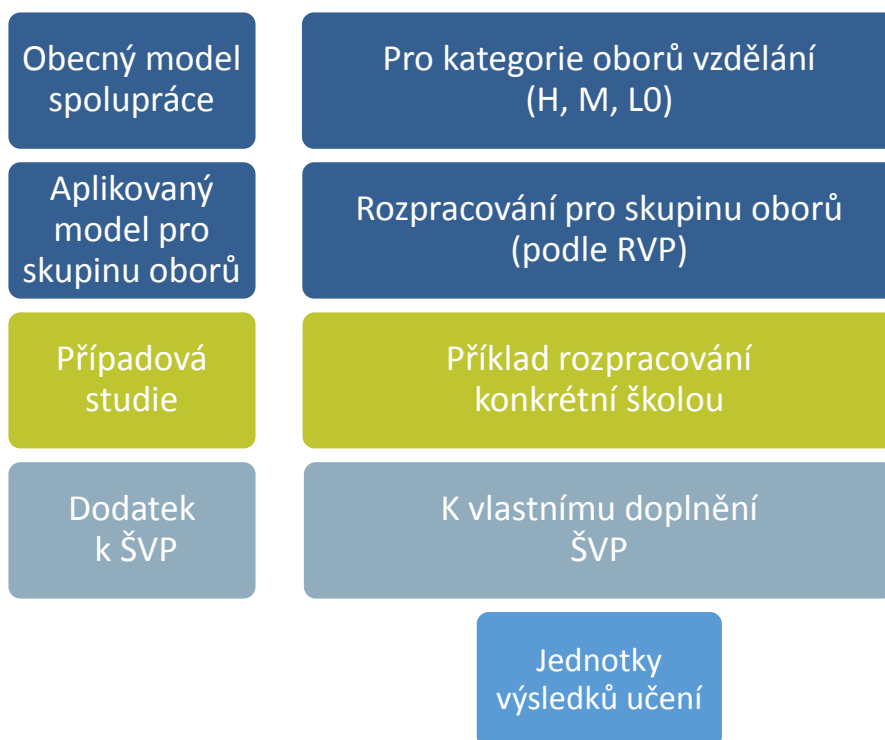 Obecný model
spolupráce
Pro kategorie oborů vzdělání
(H, M, L0)
Aplikovaný
model pro
skupinu oborů
Rozpracování pro skupinu oborů
(podle RVP)
Případová
studie
Příklad rozpracování
konkrétní školou
Dodatek
k ŠVP
K vlastnímu doplnění
ŠVP
Jednotky
výsledků učení